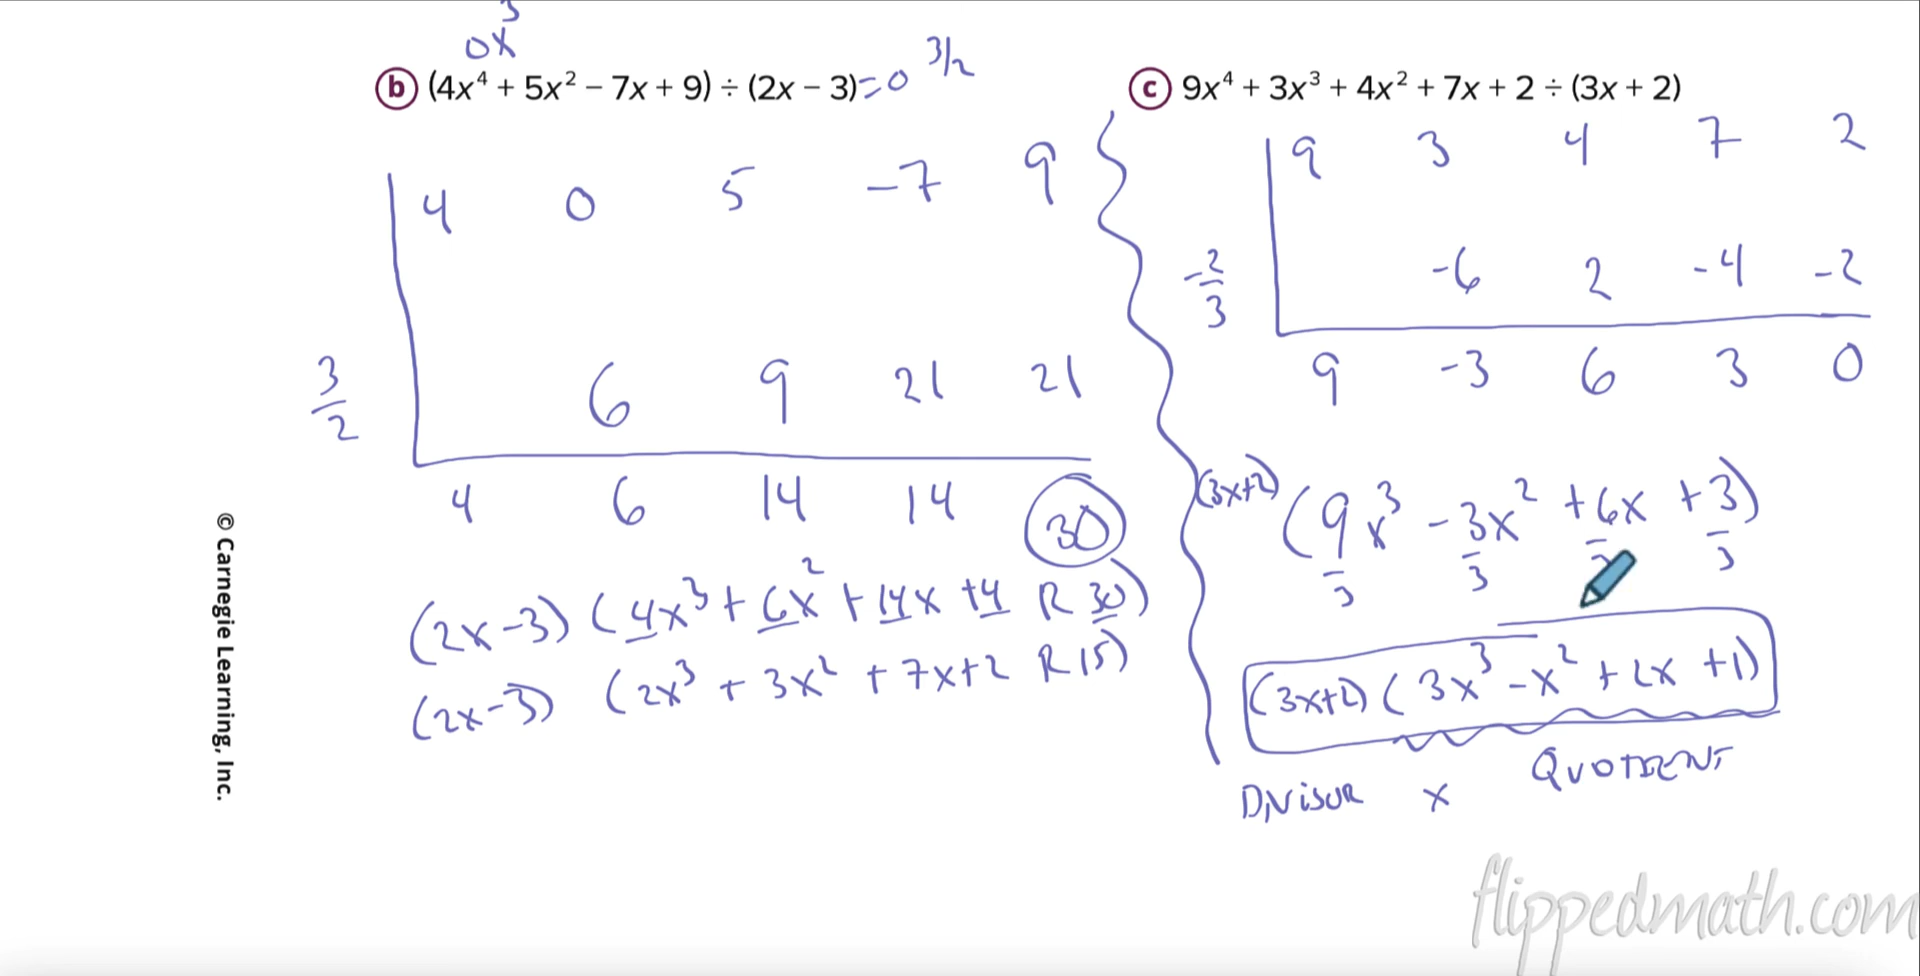 0x³
ⓑ (4x⁴ + 5x² – 7x + 9) ÷ (2x – 3) = 0 3/2
4 0 5 -7 9
3/2
6 9 21 21
4 6 14 14 30
(2x-3) (4x³ + 6x² + 14x +4 R 30)
(2x-3) (2x³ + 3x² + 7x+2 R 15)
ⓒ 9x⁴ + 3x³ + 4x² + 7x + 2 ÷ (3x + 2)
9 3 4 7 2
-2/3
-6 2 -4 -2
9 -3 6 3 0
(3x+2) (9x³/3 - 3x²/3 + 6x/3 + 3/3)
(3x+2) (3x³ - x² + 2x + 1)
DIVISOR x QUOTIENT
© Carnegie Learning, Inc.
flippedmath.com